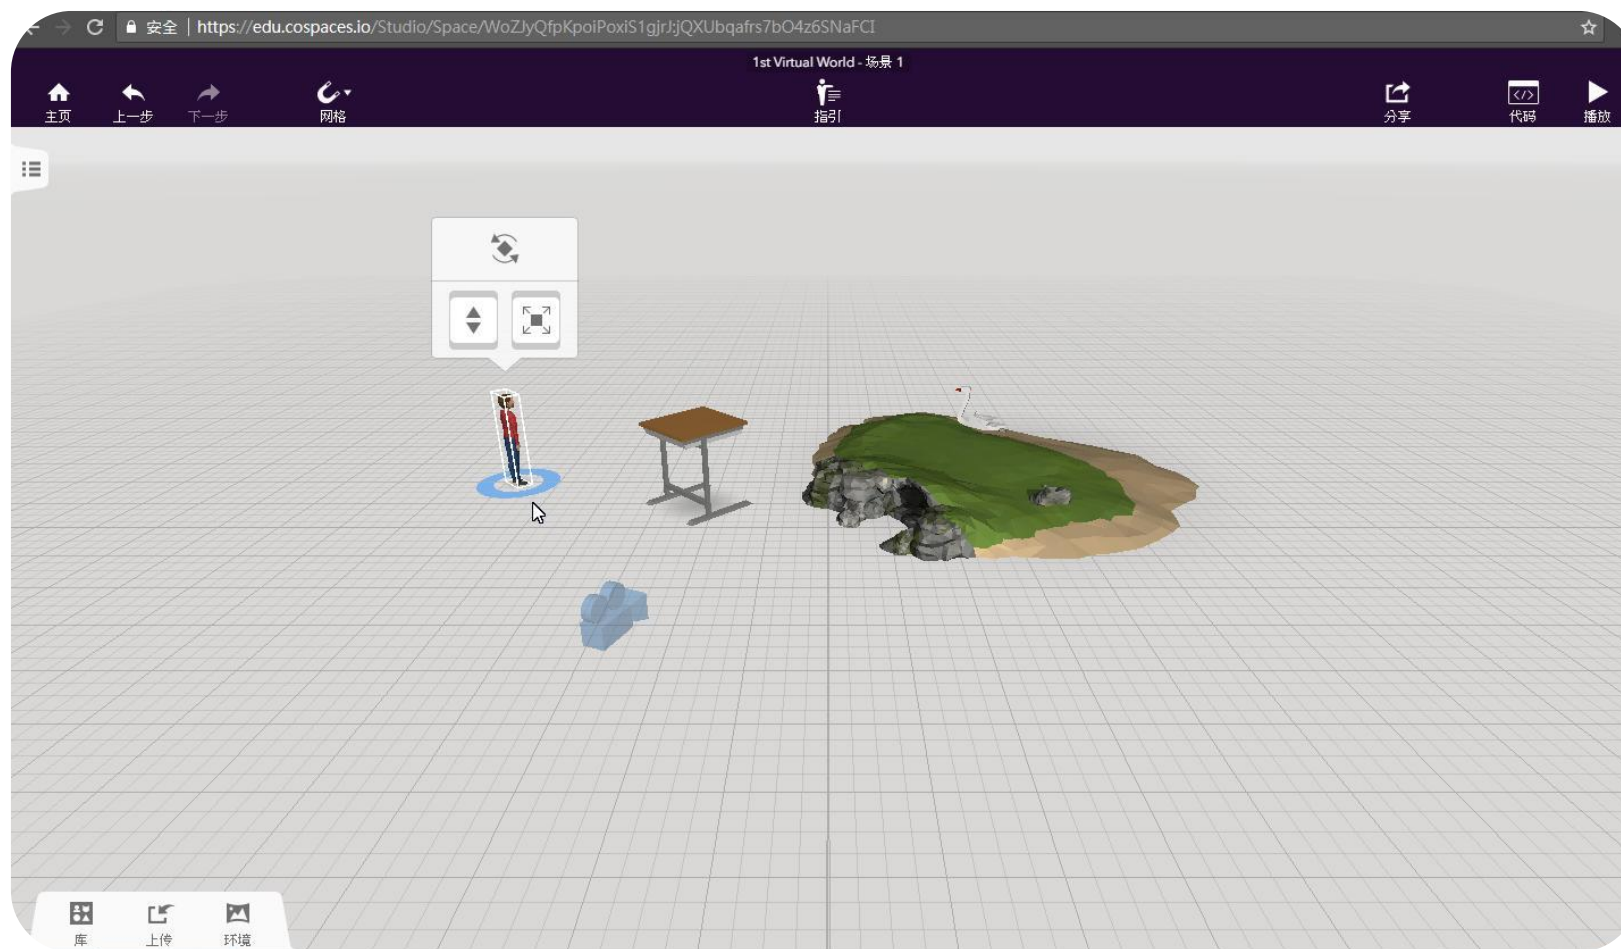 安全 | https://edu.cospaces.io/Studio/Space/WoZJyQfpKpoiPoxiS1gjrJ:jQXUbqafrs7bO4z6SNaFCI
1st Virtual World - 场景 1
主页 上一步 下一步 网格 指引 分享 代码 播放
库 上传 环境